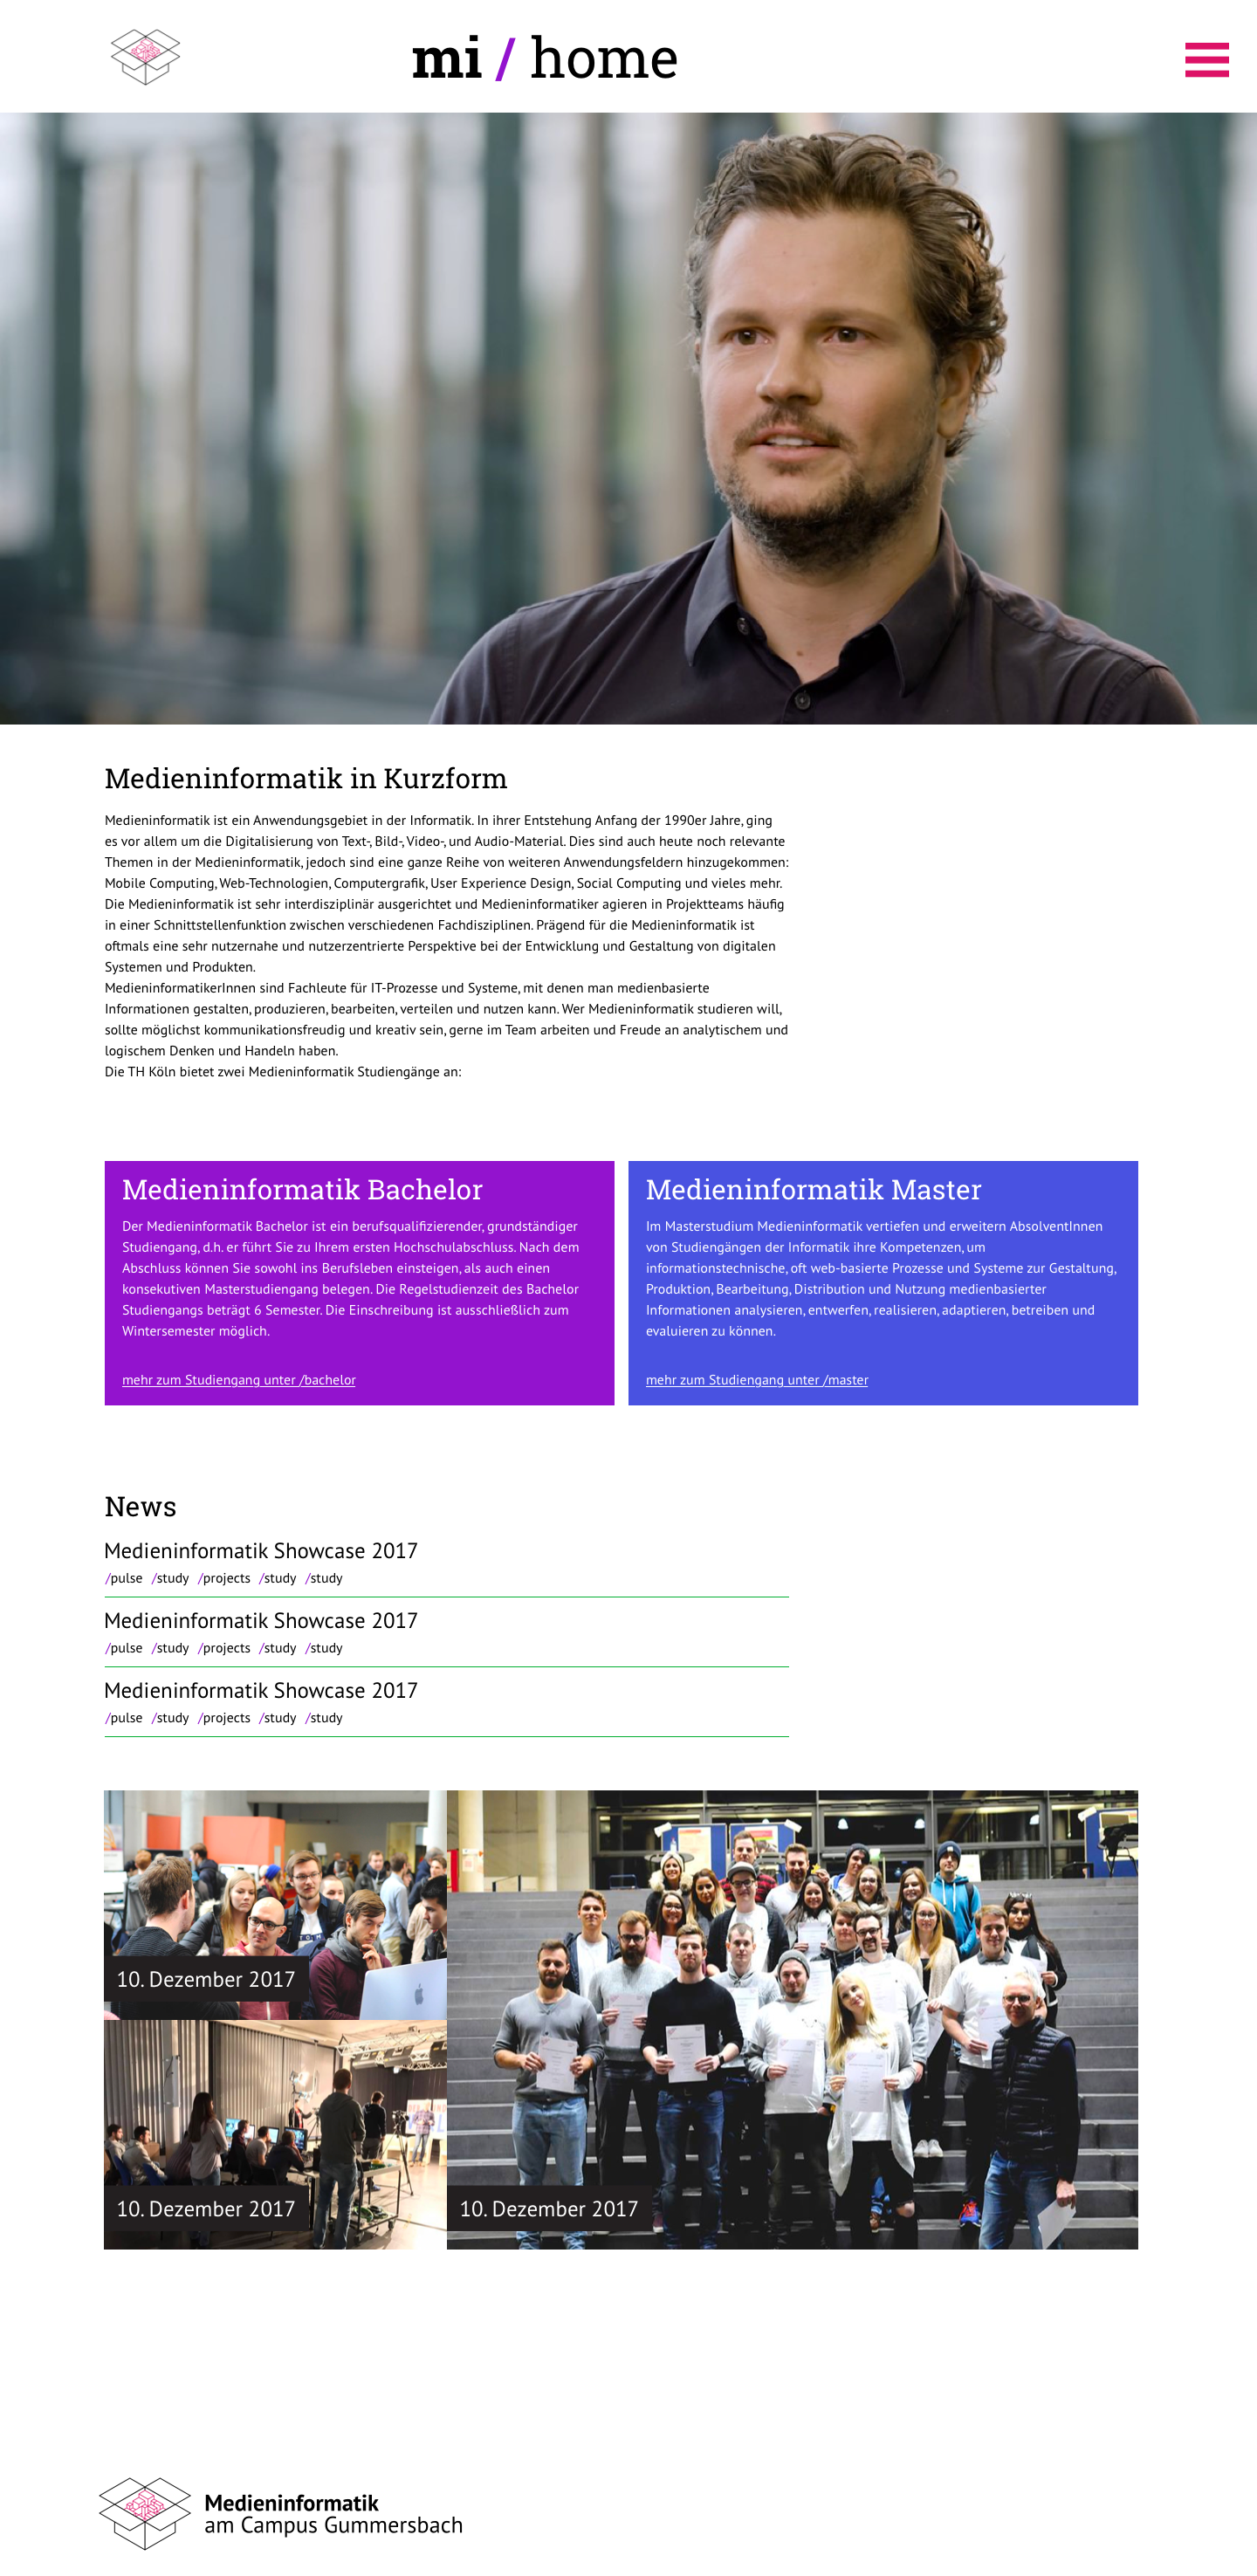 mi / home
Medieninformatik in Kurzform
Medieninformatik ist ein Anwendungsgebiet in der Informatik. In ihrer Entstehung Anfang der 1990er Jahre, ging
es vor allem um die Digitalisierung von Text-, Bild-, Video-, und Audio-Material. Dies sind auch heute noch relevante
Themen in der Medieninformatik, jedoch sind eine ganze Reihe von weiteren Anwendungsfeldern hinzugekommen:
Mobile Computing, Web-Technologien, Computergrafik, User Experience Design, Social Computing und vieles mehr.
Die Medieninformatik ist sehr interdisziplinär ausgerichtet und Medieninformatiker agieren in Projektteams häufig
in einer Schnittstellenfunktion zwischen verschiedenen Fachdisziplinen. Prägend für die Medieninformatik ist
oftmals eine sehr nutzernahe und nutzerzentrierte Perspektive bei der Entwicklung und Gestaltung von digitalen
Systemen und Produkten.
MedieninformatikerInnen sind Fachleute für IT-Prozesse und Systeme, mit denen man medienbasierte
Informationen gestalten, produzieren, bearbeiten, verteilen und nutzen kann. Wer Medieninformatik studieren will,
sollte möglichst kommunikationsfreudig und kreativ sein, gerne im Team arbeiten und Freude an analytischem und
logischem Denken und Handeln haben.
Die TH Köln bietet zwei Medieninformatik Studiengänge an:
Medieninformatik Bachelor
Der Medieninformatik Bachelor ist ein berufsqualifizierender, grundständiger
Studiengang, d.h. er führt Sie zu Ihrem ersten Hochschulabschluss. Nach dem
Abschluss können Sie sowohl ins Berufsleben einsteigen, als auch einen
konsekutiven Masterstudiengang belegen. Die Regelstudienzeit des Bachelor
Studiengangs beträgt 6 Semester. Die Einschreibung ist ausschließlich zum
Wintersemester möglich.
mehr zum Studiengang unter /bachelor
Medieninformatik Master
Im Masterstudium Medieninformatik vertiefen und erweitern AbsolventInnen
von Studiengängen der Informatik ihre Kompetenzen, um
informationstechnische, oft web-basierte Prozesse und Systeme zur Gestaltung,
Produktion, Bearbeitung, Distribution und Nutzung medienbasierter
Informationen analysieren, entwerfen, realisieren, adaptieren, betreiben und
evaluieren zu können.
mehr zum Studiengang unter /master
News
Medieninformatik Showcase 2017
/pulse /study /projects /study /study
Medieninformatik Showcase 2017
/pulse /study /projects /study /study
Medieninformatik Showcase 2017
/pulse /study /projects /study /study
10. Dezember 2017
10. Dezember 2017
10. Dezember 2017
Medieninformatik
am Campus Gummersbach